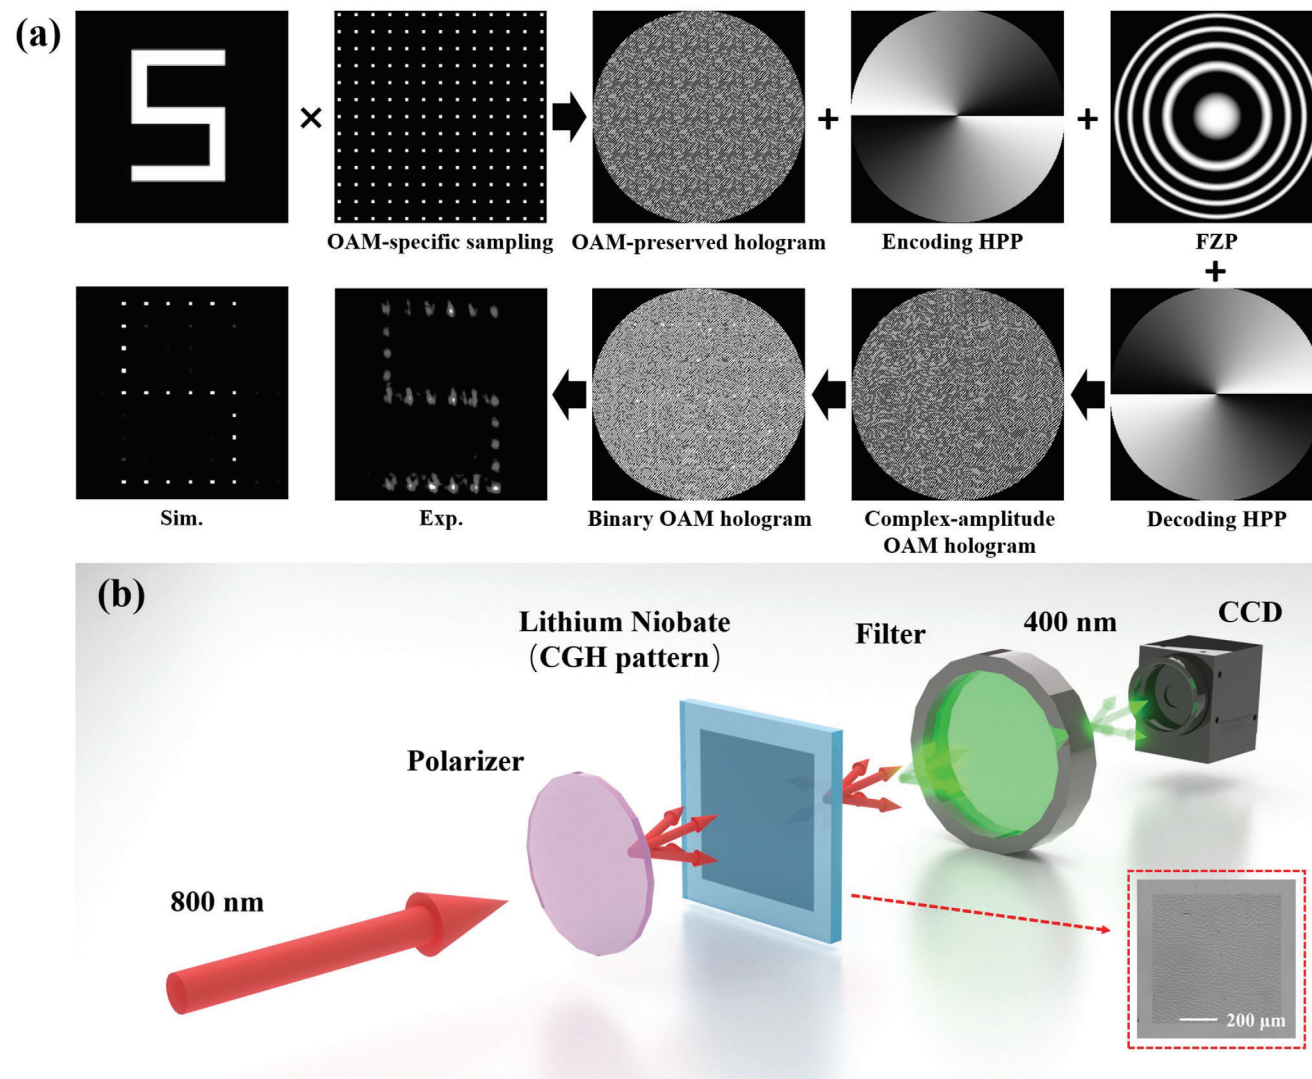 (a)
×
+
+
OAM-specific sampling
OAM-preserved hologram
Encoding HPP
FZP
+
Sim.
Exp.
Binary OAM hologram
Complex-amplitude
OAM hologram
Decoding HPP
(b)
Lithium Niobate
（CGH pattern）
Filter
400 nm
CCD
Polarizer
800 nm
200 μm